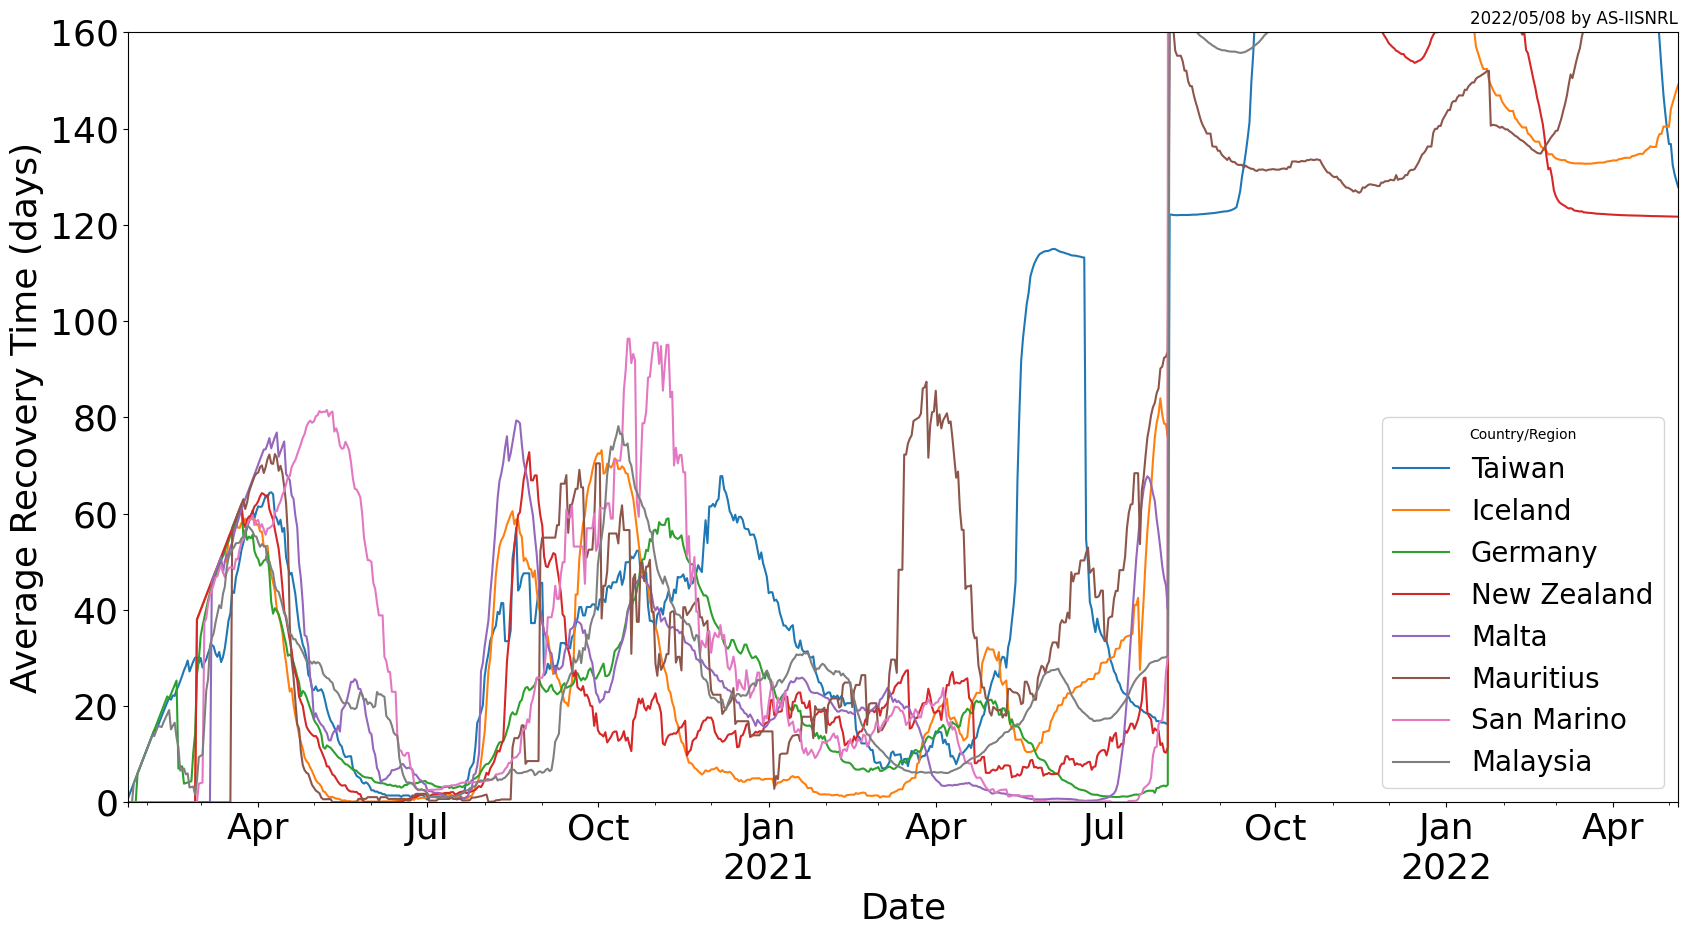 2022/05/08 by AS-IISNRL
160
140
120
100
80
60
40
20
0
Average Recovery Time (days)
Country/Region
Taiwan
Iceland
Germany
New Zealand
Malta
Mauritius
San Marino
Malaysia
Apr Jul Oct Jan Apr Jul Oct Jan Apr
2021 2022
Date